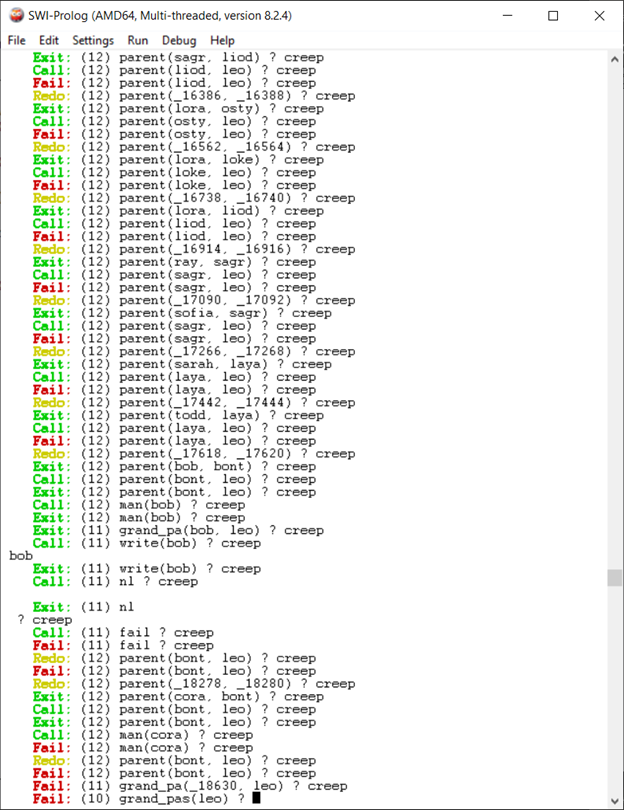 SWI-Prolog (AMD64, Multi-threaded, version 8.2.4)
File Edit Settings Run Debug Help
Exit: (12) parent(sagr, liod) ? creep
Call: (12) parent(liod, leo) ? creep
Fail: (12) parent(liod, leo) ? creep
Redo: (12) parent(_16386, _16388) ? creep
Exit: (12) parent(lora, osty) ? creep
Call: (12) parent(osty, leo) ? creep
Fail: (12) parent(osty, leo) ? creep
Redo: (12) parent(_16562, _16564) ? creep
Exit: (12) parent(lora, loke) ? creep
Call: (12) parent(loke, leo) ? creep
Fail: (12) parent(loke, leo) ? creep
Redo: (12) parent(_16738, _16740) ? creep
Exit: (12) parent(lora, liod) ? creep
Call: (12) parent(liod, leo) ? creep
Fail: (12) parent(liod, leo) ? creep
Redo: (12) parent(_16914, _16916) ? creep
Exit: (12) parent(ray, sagr) ? creep
Call: (12) parent(sagr, leo) ? creep
Fail: (12) parent(sagr, leo) ? creep
Redo: (12) parent(_17090, _17092) ? creep
Exit: (12) parent(sofia, sagr) ? creep
Call: (12) parent(sagr, leo) ? creep
Fail: (12) parent(sagr, leo) ? creep
Redo: (12) parent(_17266, _17268) ? creep
Exit: (12) parent(sarah, laya) ? creep
Call: (12) parent(laya, leo) ? creep
Fail: (12) parent(laya, leo) ? creep
Redo: (12) parent(_17442, _17444) ? creep
Exit: (12) parent(todd, laya) ? creep
Call: (12) parent(laya, leo) ? creep
Fail: (12) parent(laya, leo) ? creep
Redo: (12) parent(_17618, _17620) ? creep
Exit: (12) parent(bob, bont) ? creep
Call: (12) parent(bont, leo) ? creep
Exit: (12) parent(bont, leo) ? creep
Call: (12) man(bob) ? creep
Exit: (12) man(bob) ? creep
Exit: (11) grand_pa(bob, leo) ? creep
Call: (11) write(bob) ? creep
bob
Exit: (11) write(bob) ? creep
Call: (11) nl ? creep
Exit: (11) nl
? creep
Call: (11) fail ? creep
Fail: (11) fail ? creep
Redo: (12) parent(bont, leo) ? creep
Fail: (12) parent(bont, leo) ? creep
Redo: (12) parent(_18278, _18280) ? creep
Exit: (12) parent(cora, bont) ? creep
Call: (12) parent(bont, leo) ? creep
Exit: (12) parent(bont, leo) ? creep
Call: (12) man(cora) ? creep
Fail: (12) man(cora) ? creep
Redo: (12) parent(bont, leo) ? creep
Fail: (12) parent(bont, leo) ? creep
Fail: (11) grand_pa(_18630, leo) ? creep
Fail: (10) grand_pas(leo) ?